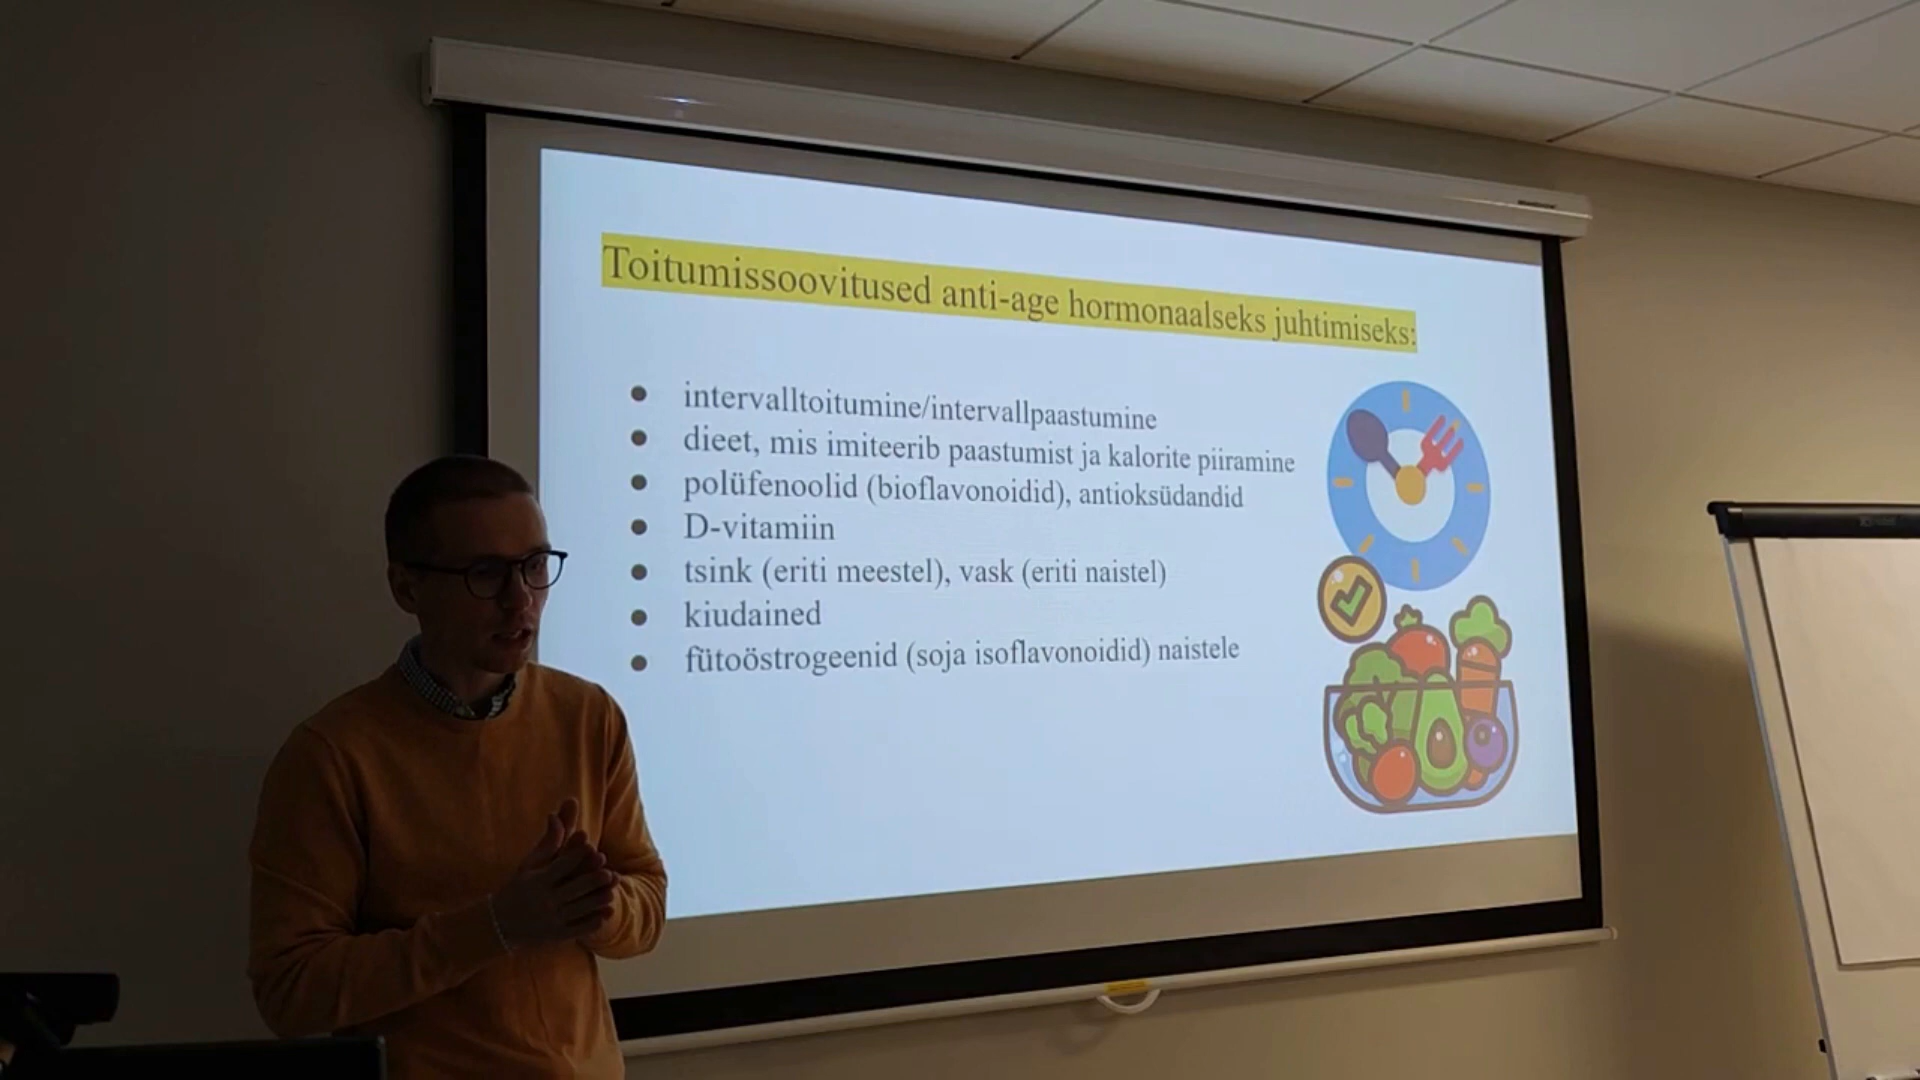 Toitumissoovitused anti-age hormonaalseks juhtimiseks:
● intervalltoitumine/intervallpaastumine
● dieet, mis imiteerib paastumist ja kalorite piiramine
● polüfenoolid (bioflavonoidid), antioksüdandid
● D-vitamiin
● tsink (eriti meestel), vask (eriti naistel)
● kiudained
● fütoöstrogeenid (soja isoflavonoidid) naistele